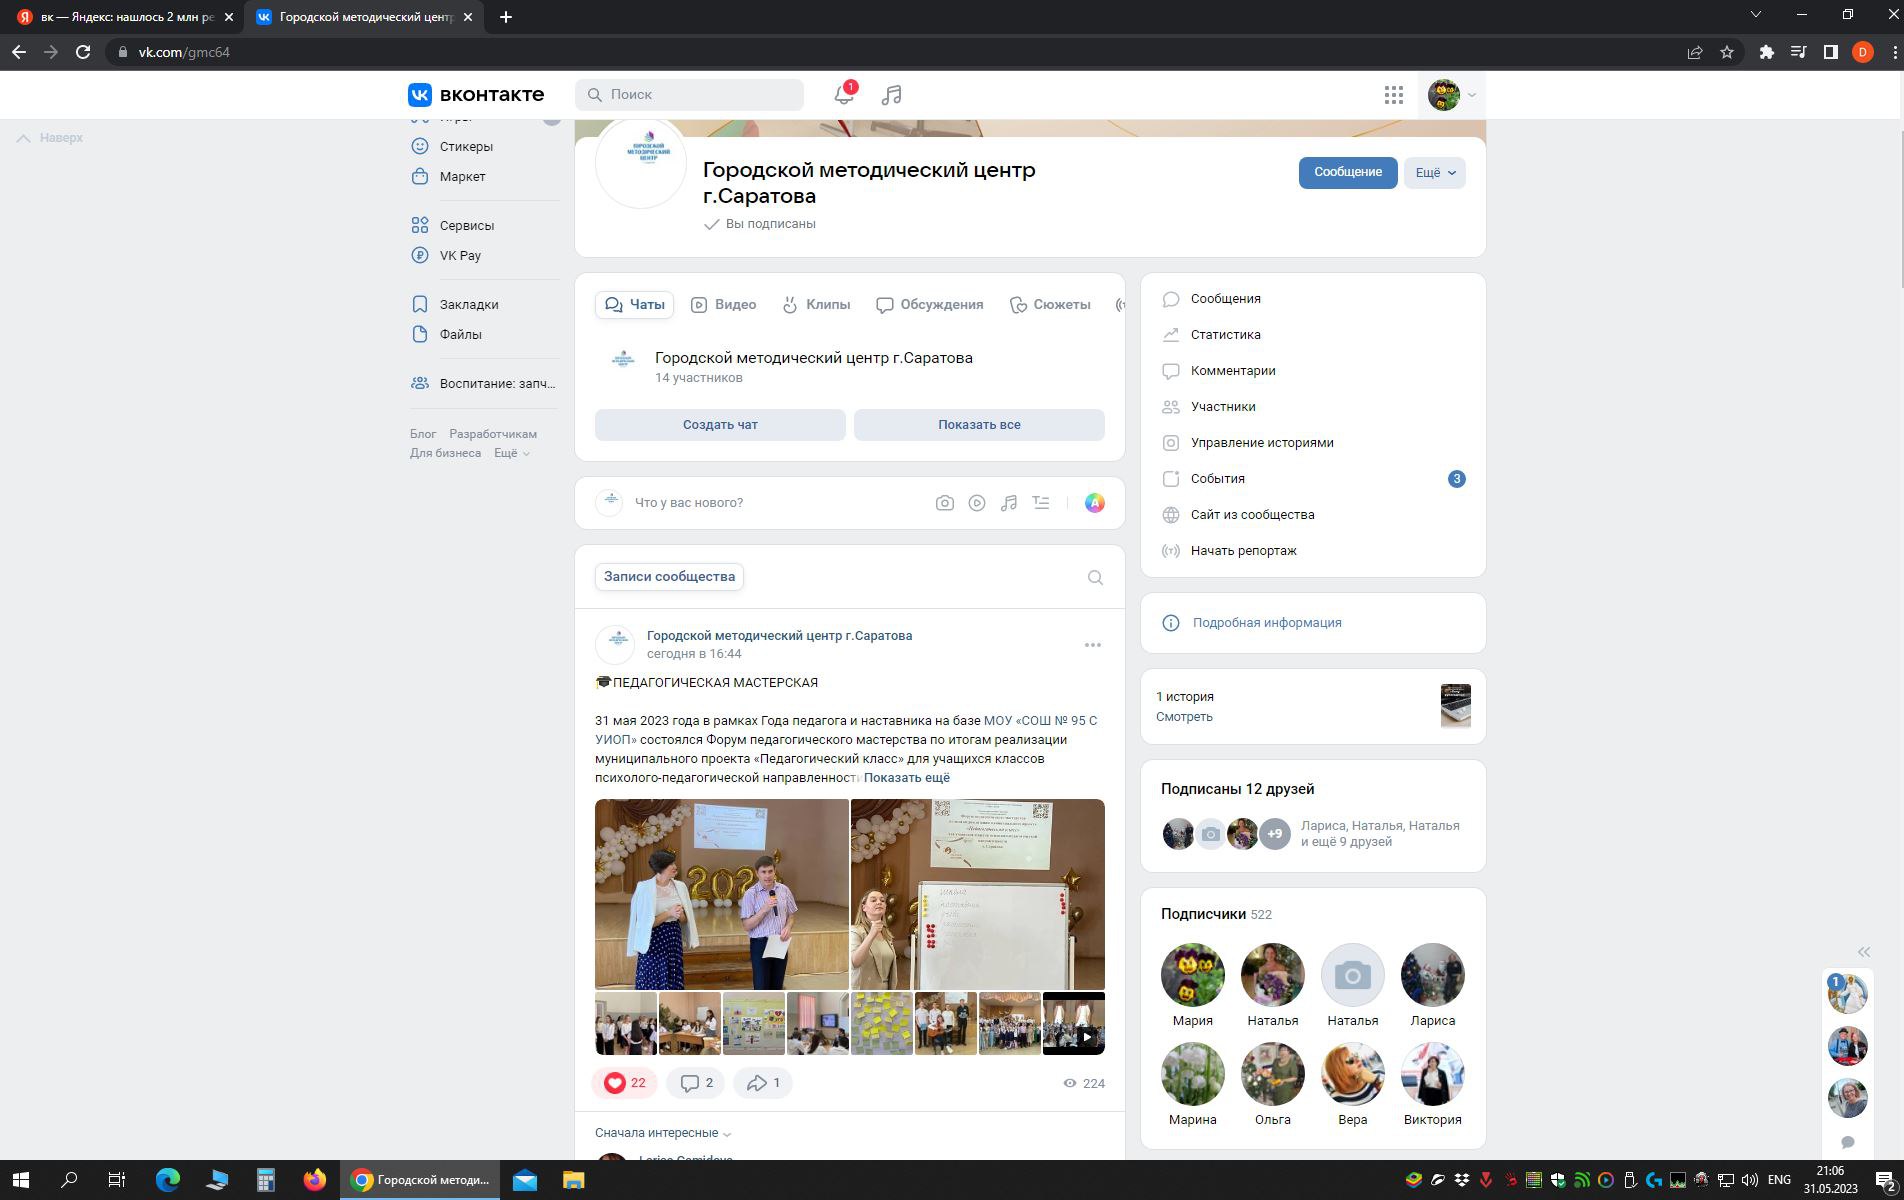 вк — Яндекс: нашлось 2 млн ре
Городской методический центр
vk.com/gmc64
вконтакте
Поиск
1
Наверх
Стикеры
Маркет
Сервисы
VK Pay
Закладки
Файлы
Воспитание: запч...
Блог Разработчикам
Для бизнеса Ещё
ГОРОДСКОЙ
МЕТОДИЧЕСКИЙ
ЦЕНТР
Городской методический центр
г.Саратова
Вы подписаны
Сообщение
Ещё
Чаты
Видео
Клипы
Обсуждения
Сюжеты
Городской методический центр г.Саратова
14 участников
Создать чат
Показать все
Что у вас нового?
Записи сообщества
Городской методический центр г.Саратова
сегодня в 16:44
ПЕДАГОГИЧЕСКАЯ МАСТЕРСКАЯ
31 мая 2023 года в рамках Года педагога и наставника на базе МОУ «СОШ № 95 С
УИОП» состоялся Форум педагогического мастерства по итогам реализации
муниципального проекта «Педагогический класс» для учащихся классов
психолого-педагогической направленности Показать ещё
202
22
2
1
224
Сначала интересные
Сообщения
Статистика
Комментарии
Участники
Управление историями
События
3
Сайт из сообщества
Начать репортаж
Подробная информация
1 история
Смотреть
Подписаны 12 друзей
+9
Лариса, Наталья, Наталья
и ещё 9 друзей
Подписчики 522
Мария
Наталья
Наталья
Лариса
Марина
Ольга
Вера
Виктория
1
Городской методи...
ENG
21:06
31.05.2023
2